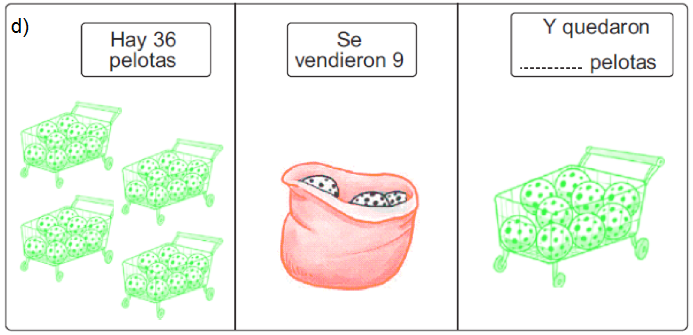 d)
Hay 36
pelotas
Se
vendieron 9
Y quedaron
............ pelotas